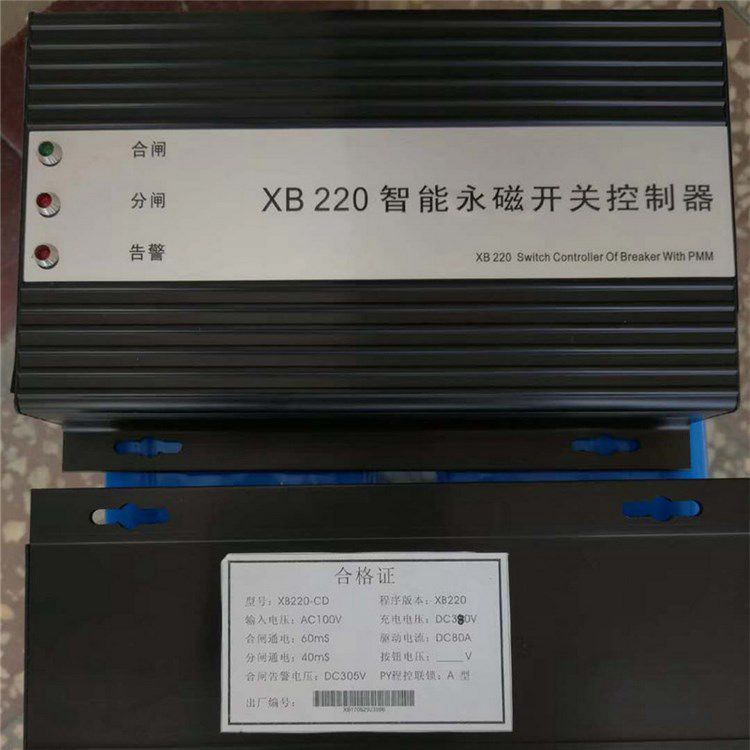 合闸
分闸
告警
XB 220 智能永磁开关控制器
XB 220 Switch Controller Of Breaker With PMM
合格证
型号：XB220-CD 程序版本：XB220
输入电压：AC100V 充电电压：DC380V
合闸通电：60mS 驱动电流：DC80A
分闸通电：40mS 按钮电压：____V
合闸告警电压：DC305V PY程控联锁：A 型
出厂编号：